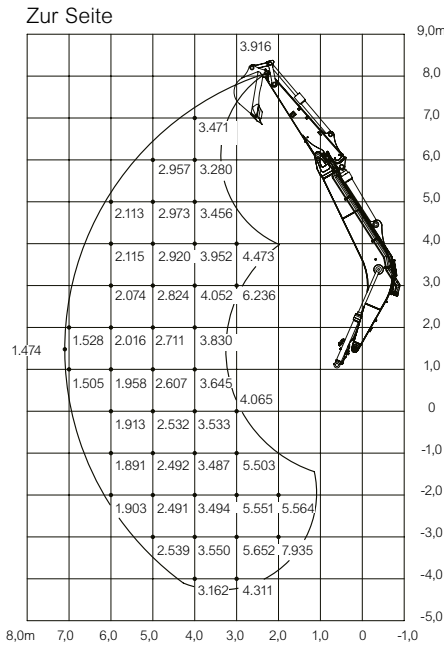 Zur Seite
9,0m
3.916
8,0
7,0
3.471
6,0
2.957 3.280
5,0
2.113 2.973 3.456
4,0
2.115 2.920 3.952 4.473
3,0
2.074 2.824 4.052 6.236
2,0
1.528 2.016 2.711 3.830
1.474
1,0
1.505 1.958 2.607 3.645
4.065
0
1.913 2.532 3.533
-1,0
1.891 2.492 3.487 5.503
-2,0
1.903 2.491 3.494 5.551 5.564
-3,0
2.539 3.550 5.652 7.935
-4,0
3.162 4.311
-5,0
8,0m 7,0 6,0 5,0 4,0 3,0 2,0 1,0 0 -1,0